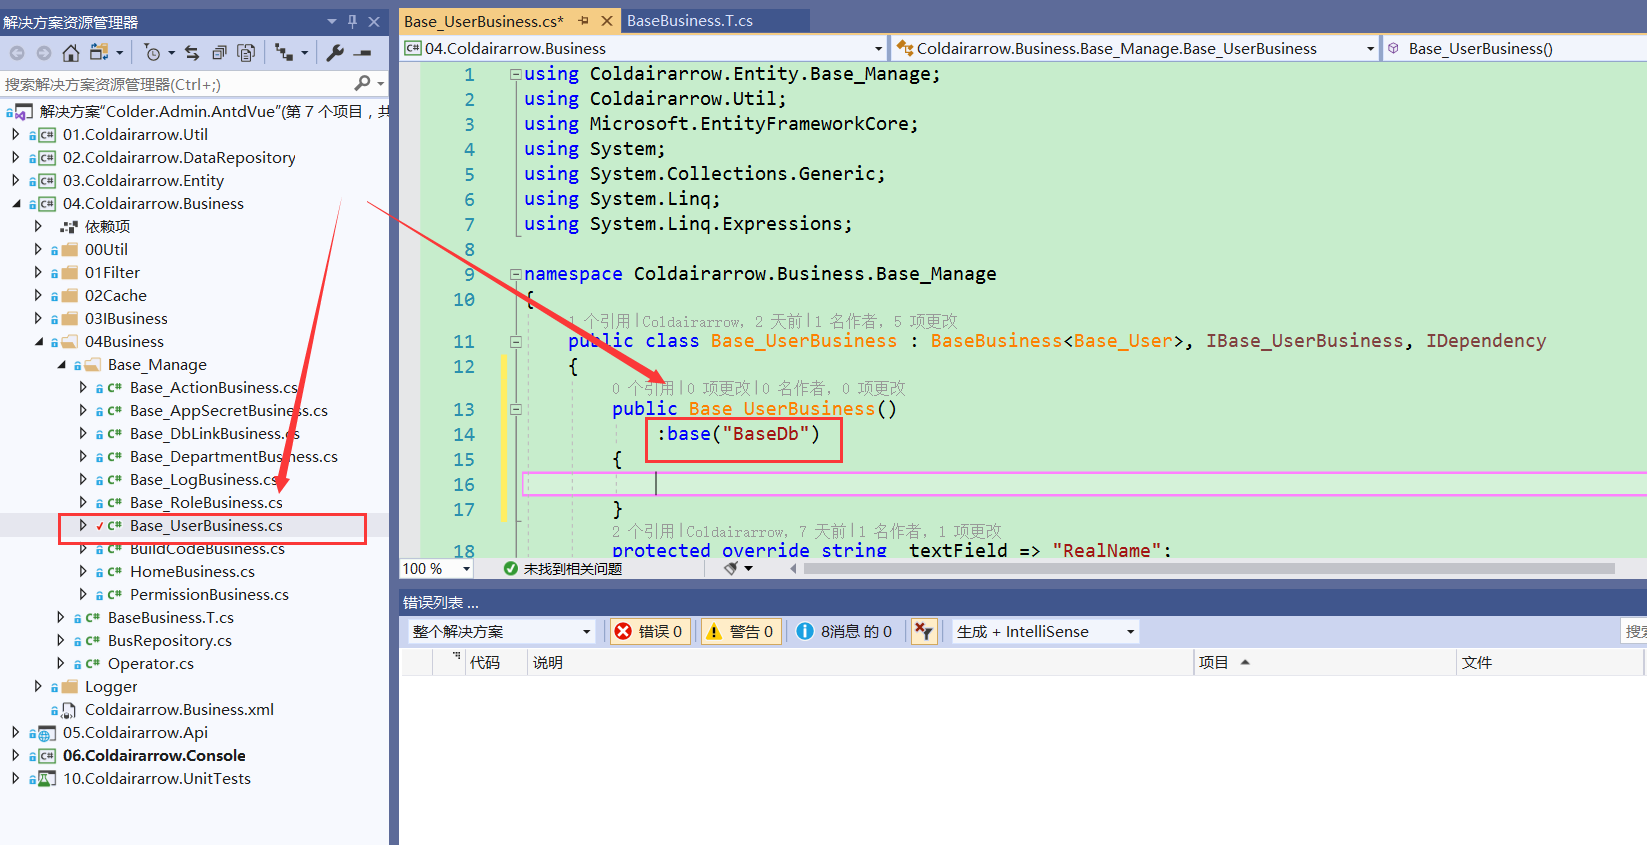 解决方案资源管理器
搜索解决方案资源管理器(Ctrl+;)
解决方案"Colder.Admin.AntdVue"(第 7 个项目，共
01.Coldairarrow.Util
02.Coldairarrow.DataRepository
03.Coldairarrow.Entity
04.Coldairarrow.Business
依赖项
00Util
01Filter
02Cache
03IBusiness
04Business
Base_Manage
Base_ActionBusiness.cs
Base_AppSecretBusiness.cs
Base_DbLinkBusiness.cs
Base_DepartmentBusiness.cs
Base_LogBusiness.cs
Base_RoleBusiness.cs
Base_UserBusiness.cs
BuildCodeBusiness.cs
HomeBusiness.cs
PermissionBusiness.cs
BaseBusiness.T.cs
BusRepository.cs
Operator.cs
Logger
Coldairarrow.Business.xml
05.Coldairarrow.Api
06.Coldairarrow.Console
10.Coldairarrow.UnitTests
Base_UserBusiness.cs* BaseBusiness.T.cs
04.Coldairarrow.Business Coldairarrow.Business.Base_Manage.Base_UserBusiness Base_UserBusiness()
1 using Coldairarrow.Entity.Base_Manage;
2 using Coldairarrow.Util;
3 using Microsoft.EntityFrameworkCore;
4 using System;
5 using System.Collections.Generic;
6 using System.Linq;
7 using System.Linq.Expressions;
8
9 namespace Coldairarrow.Business.Base_Manage
10 {
1 个引用|Coldairarrow，2 天前|1 名作者，5 项更改
11 public class Base_UserBusiness : BaseBusiness<Base_User>, IBase_UserBusiness, IDependency
12 {
0 个引用|0 项更改|0 名作者，0 项更改
13 public Base_UserBusiness()
14 :base("BaseDb")
15 {
16
17 }
2 个引用|Coldairarrow，7 天前|1 名作者，1 项更改
18 protected override string _textField => "RealName";
100 % 未找到相关问题
错误列表 ...
整个解决方案 错误 0 警告 0 8消息 的 0 生成 + IntelliSense 搜索
代码 说明 项目 文件